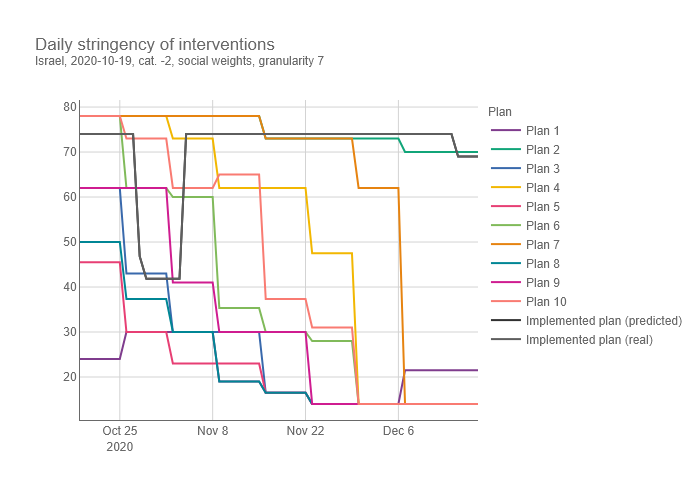 Daily stringency of interventions
Israel, 2020-10-19, cat. -2, social weights, granularity 7
80
70
60
50
40
30
20
Oct 25
2020
Nov 8
Nov 22
Dec 6
Plan
Plan 1
Plan 2
Plan 3
Plan 4
Plan 5
Plan 6
Plan 7
Plan 8
Plan 9
Plan 10
Implemented plan (predicted)
Implemented plan (real)